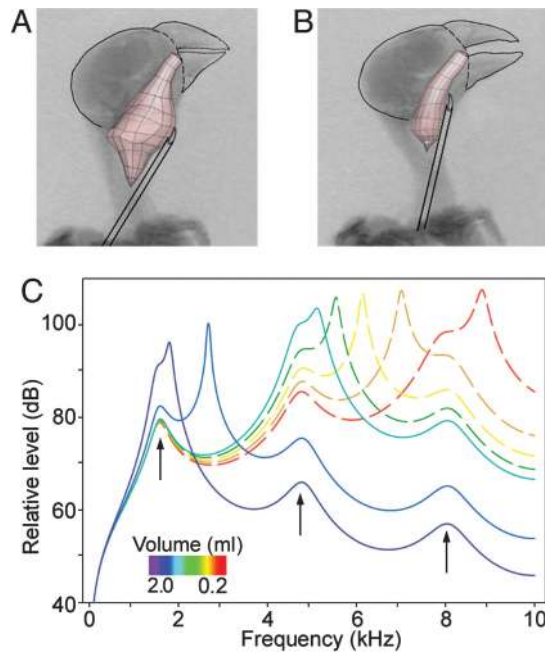 A
B
C
100
80
60
40
Relative level (dB)
Volume (ml)
2.0 0.2
0 2 4 6 8 10
Frequency (kHz)